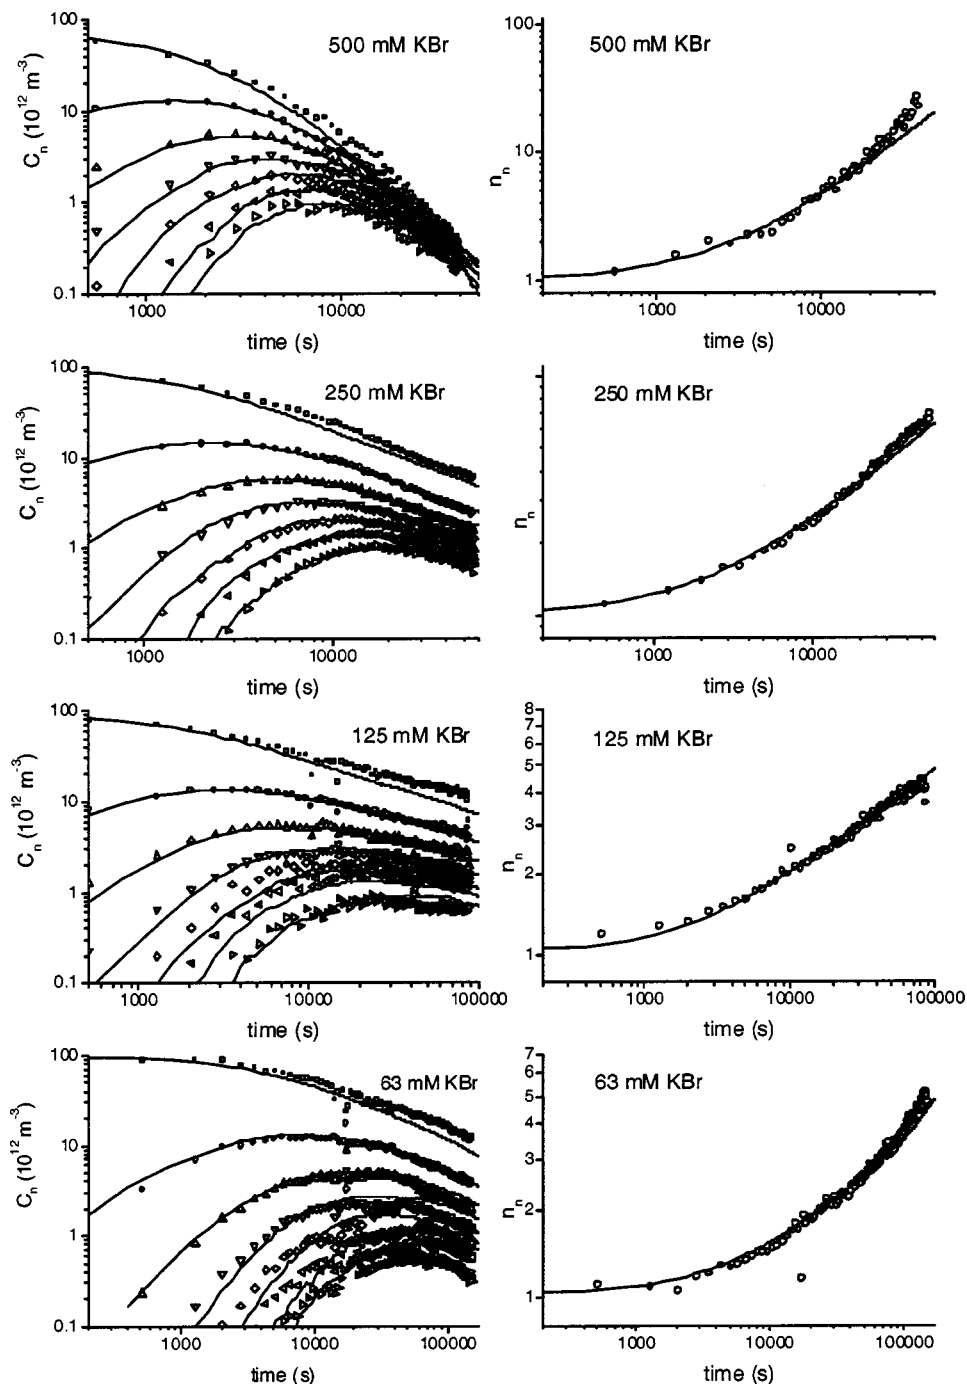 500 mM KBr
C_n (10^12 m^-3)
100
10
1
0.1
1000 10000
time (s)
500 mM KBr
n_n
100
10
1
1000 10000
time (s)
250 mM KBr
C_n (10^12 m^-3)
100
10
1
0.1
1000 10000
time (s)
250 mM KBr
n_n
1000 10000
time (s)
125 mM KBr
C_n (10^12 m^-3)
100
10
1
0.1
1000 10000 100000
time (s)
125 mM KBr
n_n
8
7
6
5
4
3
2
1
1000 10000 100000
time (s)
63 mM KBr
C_n (10^12 m^-3)
100
10
1
0.1
1000 10000 100000
time (s)
63 mM KBr
n_n
7
6
5
4
3
2
1
1000 10000 100000
time (s)